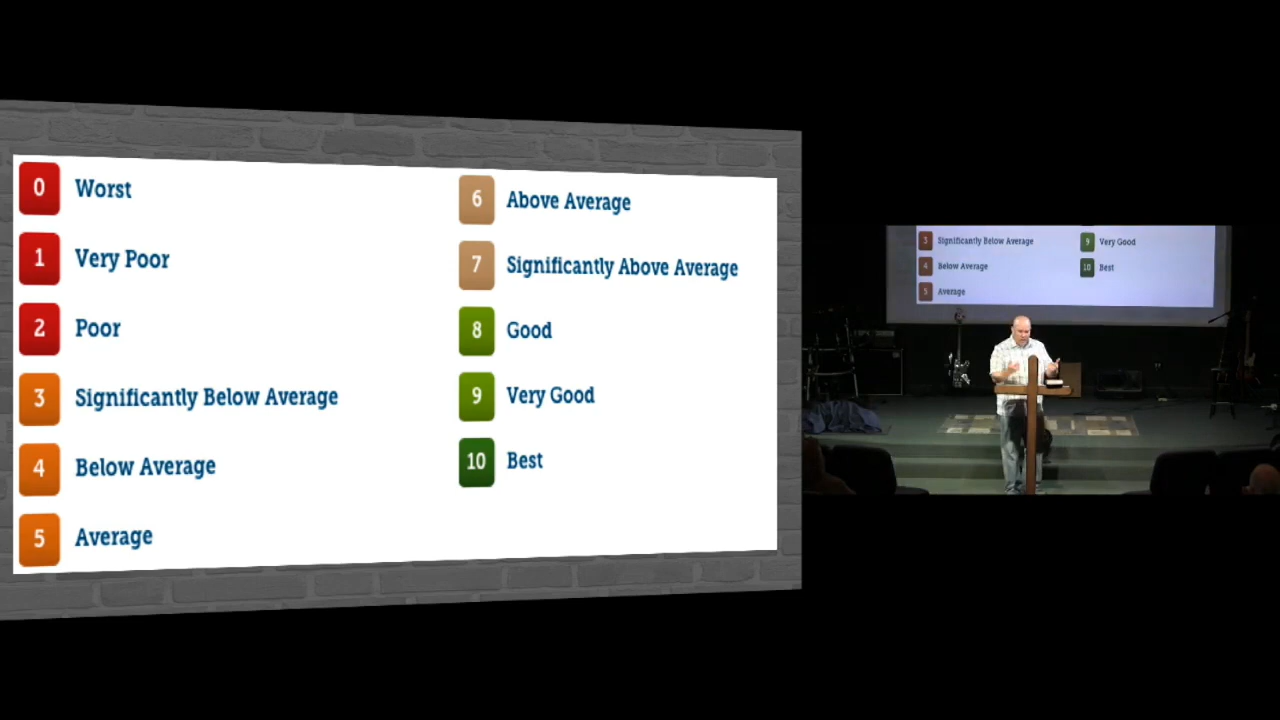 0 Worst
1 Very Poor
2 Poor
3 Significantly Below Average
4 Below Average
5 Average
6 Above Average
7 Significantly Above Average
8 Good
9 Very Good
10 Best
3 Significantly Below Average
4 Below Average
5 Average
9 Very Good
10 Best